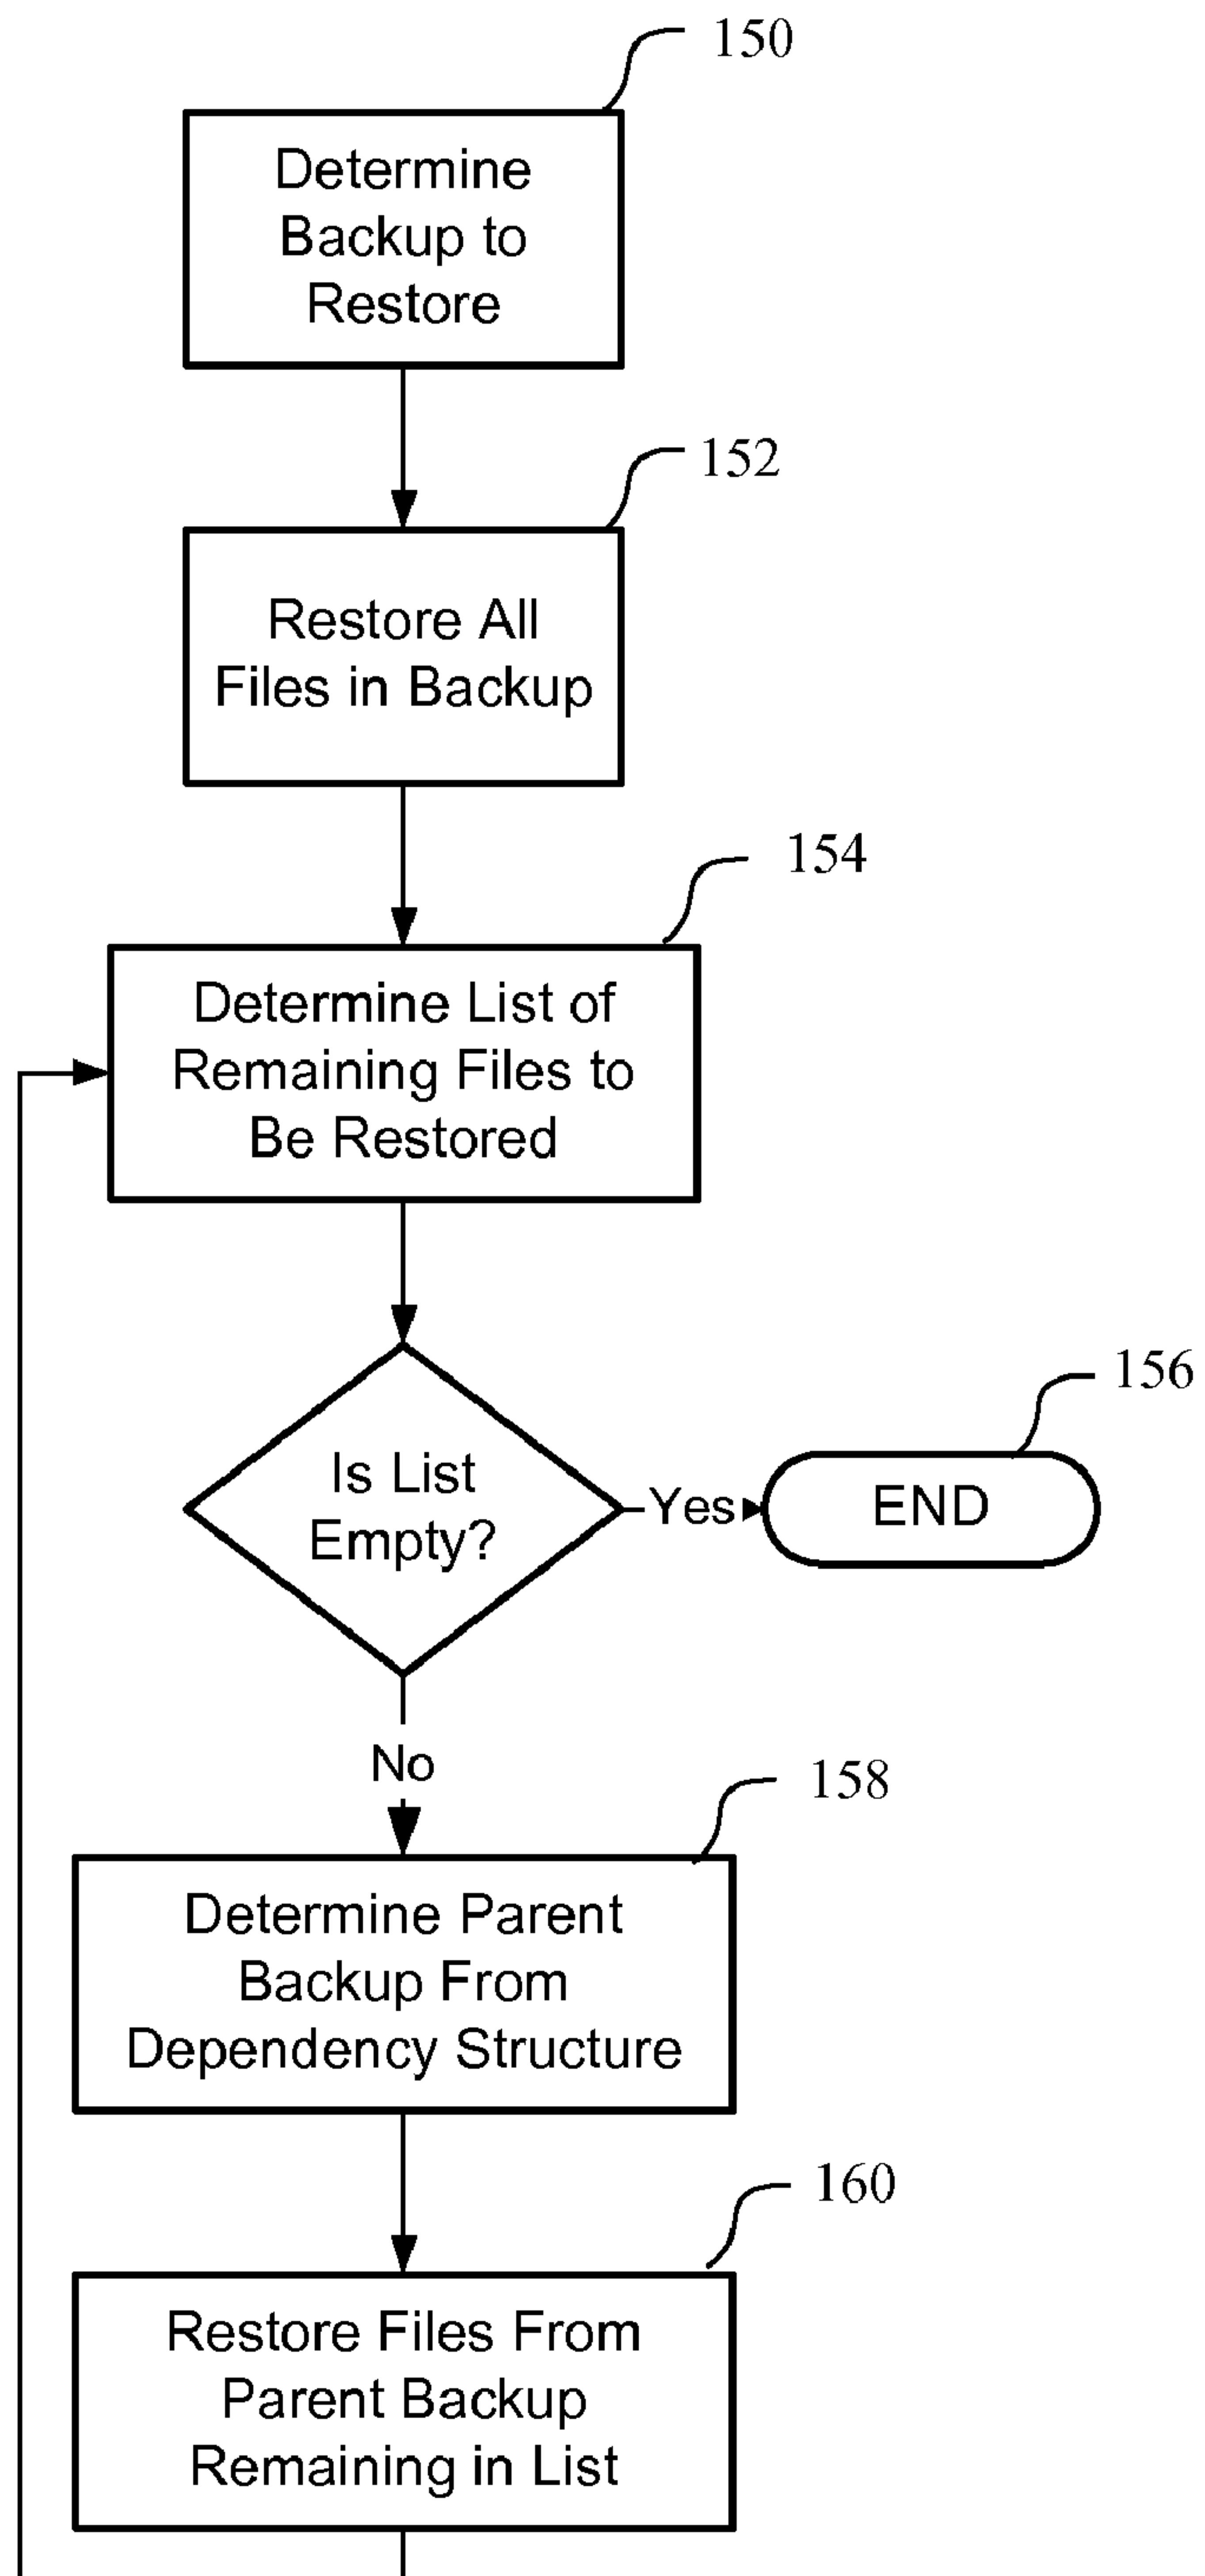 150
Determine
Backup to
Restore
152
Restore All
Files in Backup
154
Determine List of
Remaining Files to
Be Restored
156
Is List
Empty?
Yes
END
No
158
Determine Parent
Backup From
Dependency Structure
160
Restore Files From
Parent Backup
Remaining in List